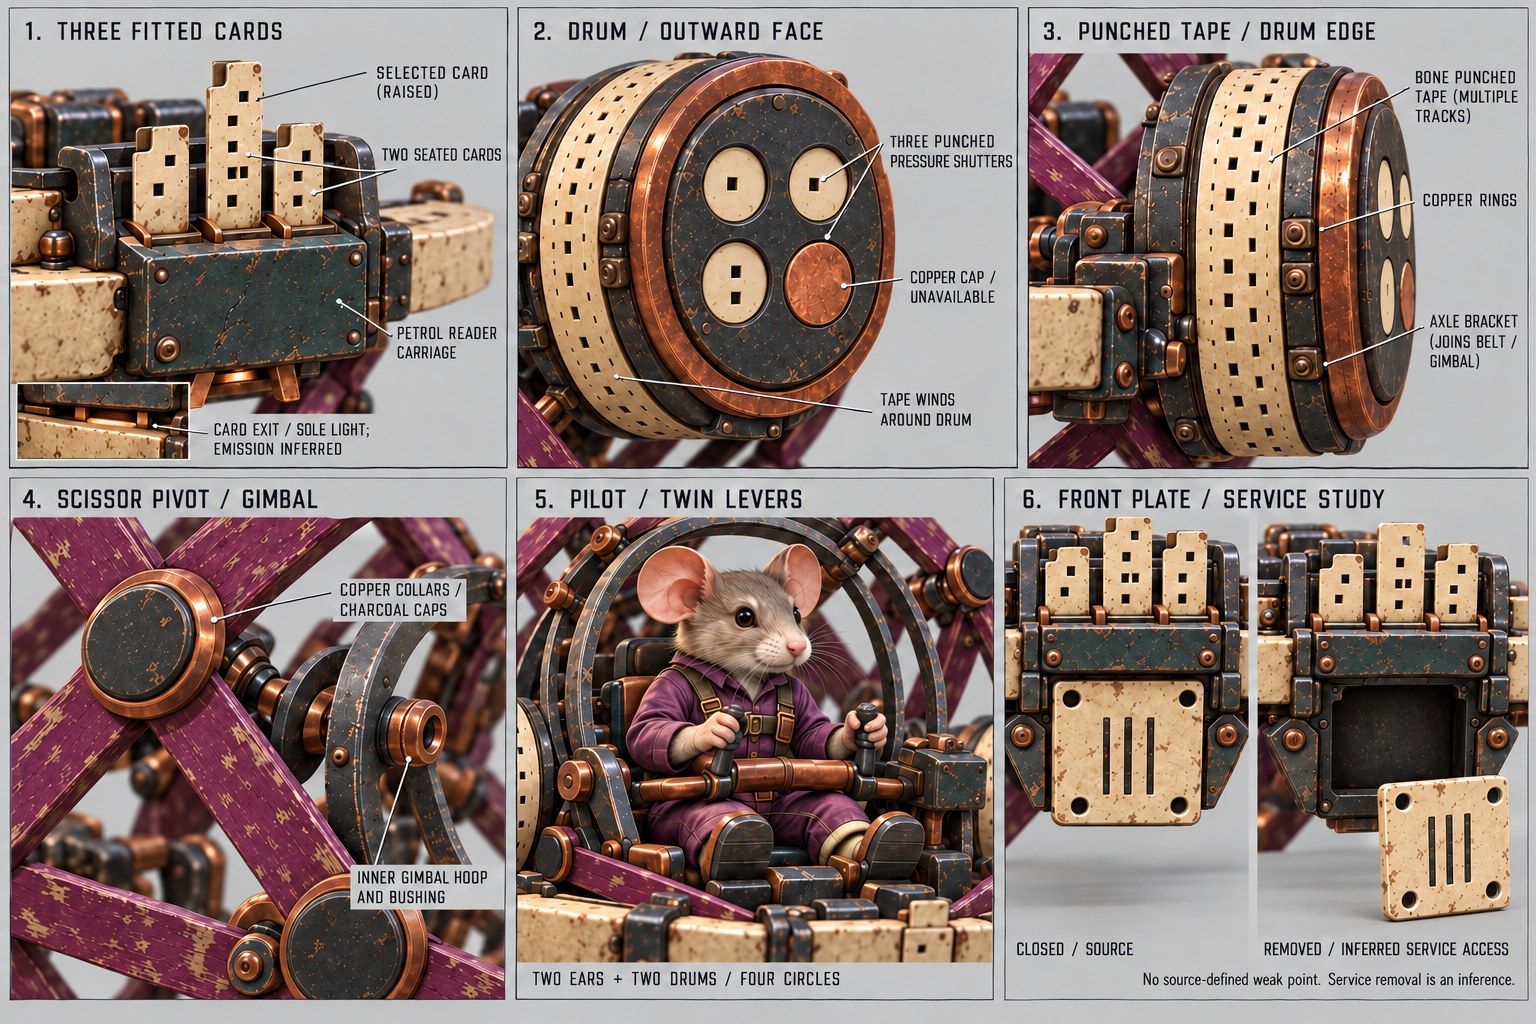 1. THREE FITTED CARDS
SELECTED CARD
(RAISED)
TWO SEATED CARDS
PETROL READER
CARRIAGE
CARD EXIT / SOLE LIGHT;
EMISSION INFERRED
2. DRUM / OUTWARD FACE
THREE PUNCHED
PRESSURE SHUTTERS
COPPER CAP /
UNAVAILABLE
TAPE WINDS
AROUND DRUM
3. PUNCHED TAPE / DRUM EDGE
BONE PUNCHED
TAPE (MULTIPLE
TRACKS)
COPPER RINGS
AXLE BRACKET
(JOINS BELT /
GIMBAL)
4. SCISSOR PIVOT / GIMBAL
COPPER COLLARS /
CHARCOAL CAPS
INNER GIMBAL HOOP
AND BUSHING
5. PILOT / TWIN LEVERS
TWO EARS + TWO DRUMS / FOUR CIRCLES
6. FRONT PLATE / SERVICE STUDY
CLOSED / SOURCE
REMOVED / INFERRED SERVICE ACCESS
No source-defined weak point. Service removal is an inference.